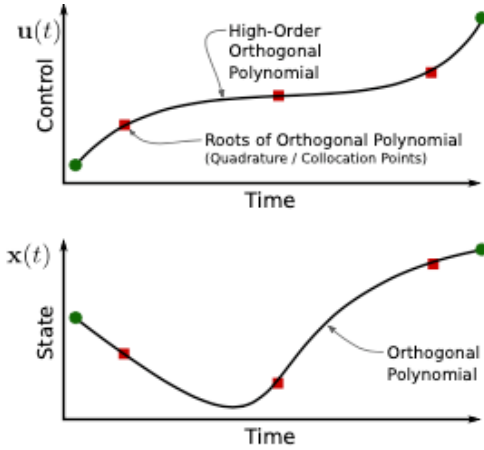 u(t)
High-Order
Orthogonal
Polynomial
Control
Roots of Orthogonal Polynomial
(Quadrature / Collocation Points)
Time
x(t)
State
Orthogonal
Polynomial
Time